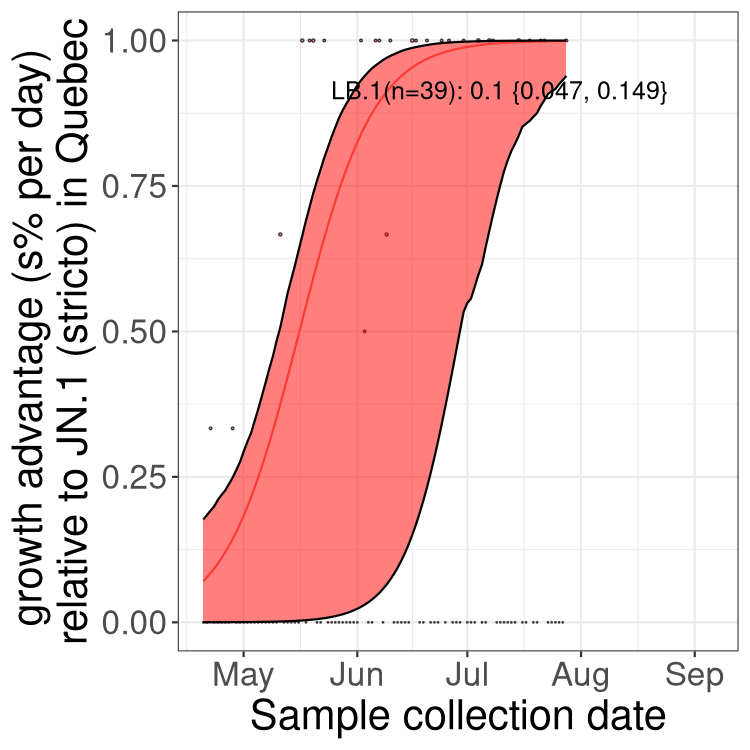 growth advantage (s% per day)
relative to JN.1 (stricto) in Quebec
1.00
0.75
0.50
0.25
0.00
LB.1(n=39): 0.1 {0.047, 0.149}
May Jun Jul Aug Sep
Sample collection date